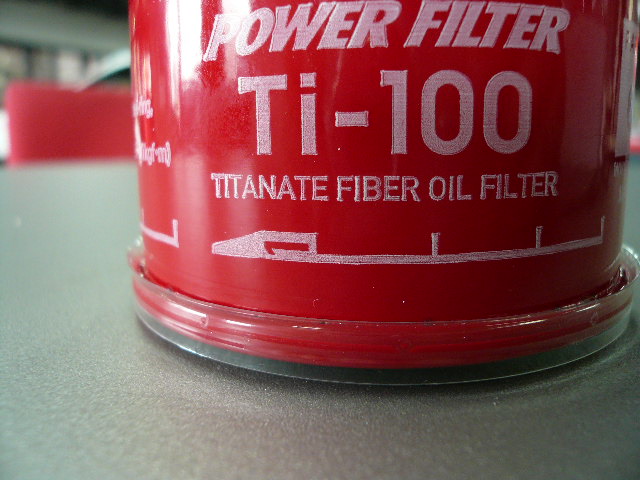 POWER FILTER
Ti-100
TITANATE FIBER OIL FILTER